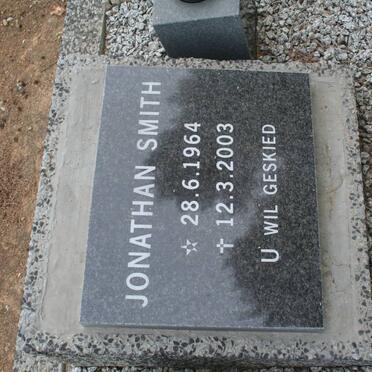 JONATHAN SMITH
☆ 28.6.1964
✝ 12.3.2003
U WIL GESKIED